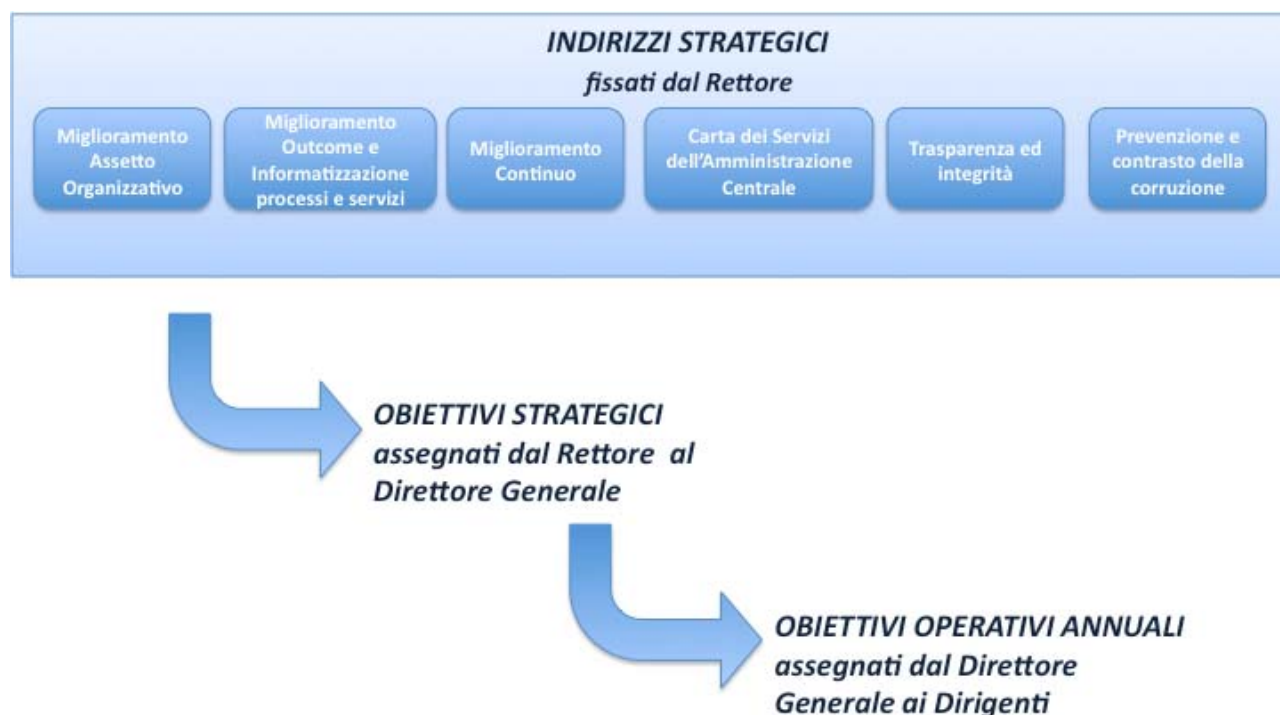 INDIRIZZI STRATEGICI
fissati dal Rettore
Miglioramento
Assetto
Organizzativo
Miglioramento
Outcome e
Informatizzazione
processi e servizi
Miglioramento
Continuo
Carta dei Servizi
dell'Amministrazione
Centrale
Trasparenza ed
integrità
Prevenzione e
contrasto della
corruzione
OBIETTIVI STRATEGICI
assegnati dal Rettore al
Direttore Generale
OBIETTIVI OPERATIVI ANNUALI
assegnati dal Direttore
Generale ai Dirigenti